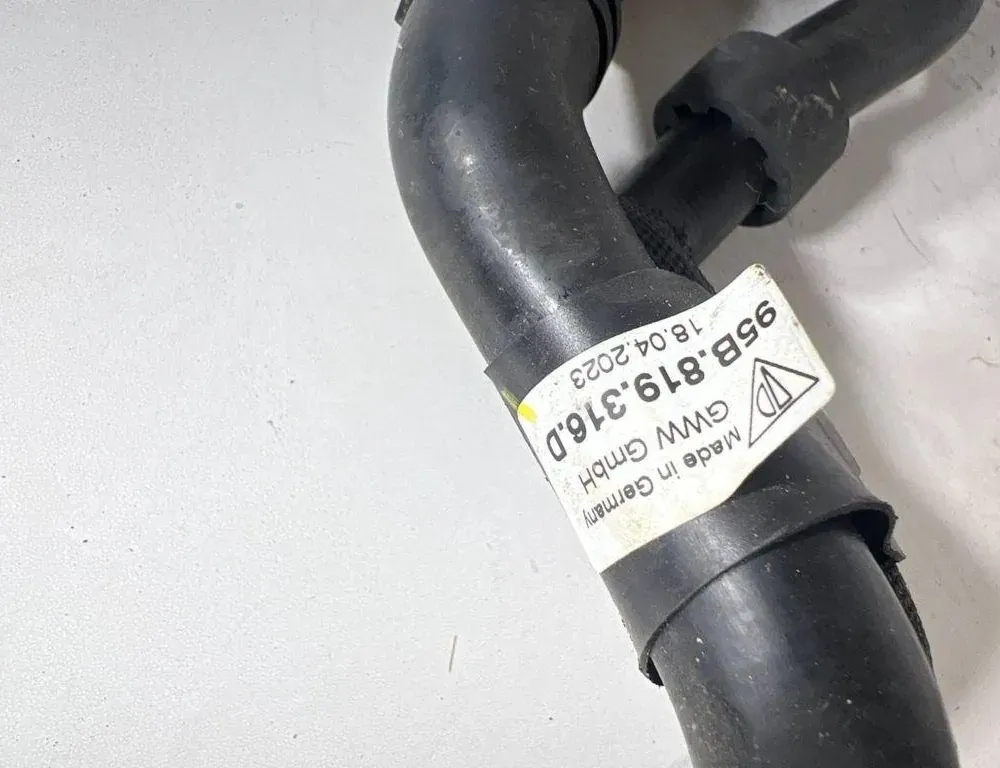 Made in Germany
GWW GmbH
95B.819.316.D
18.04.2023